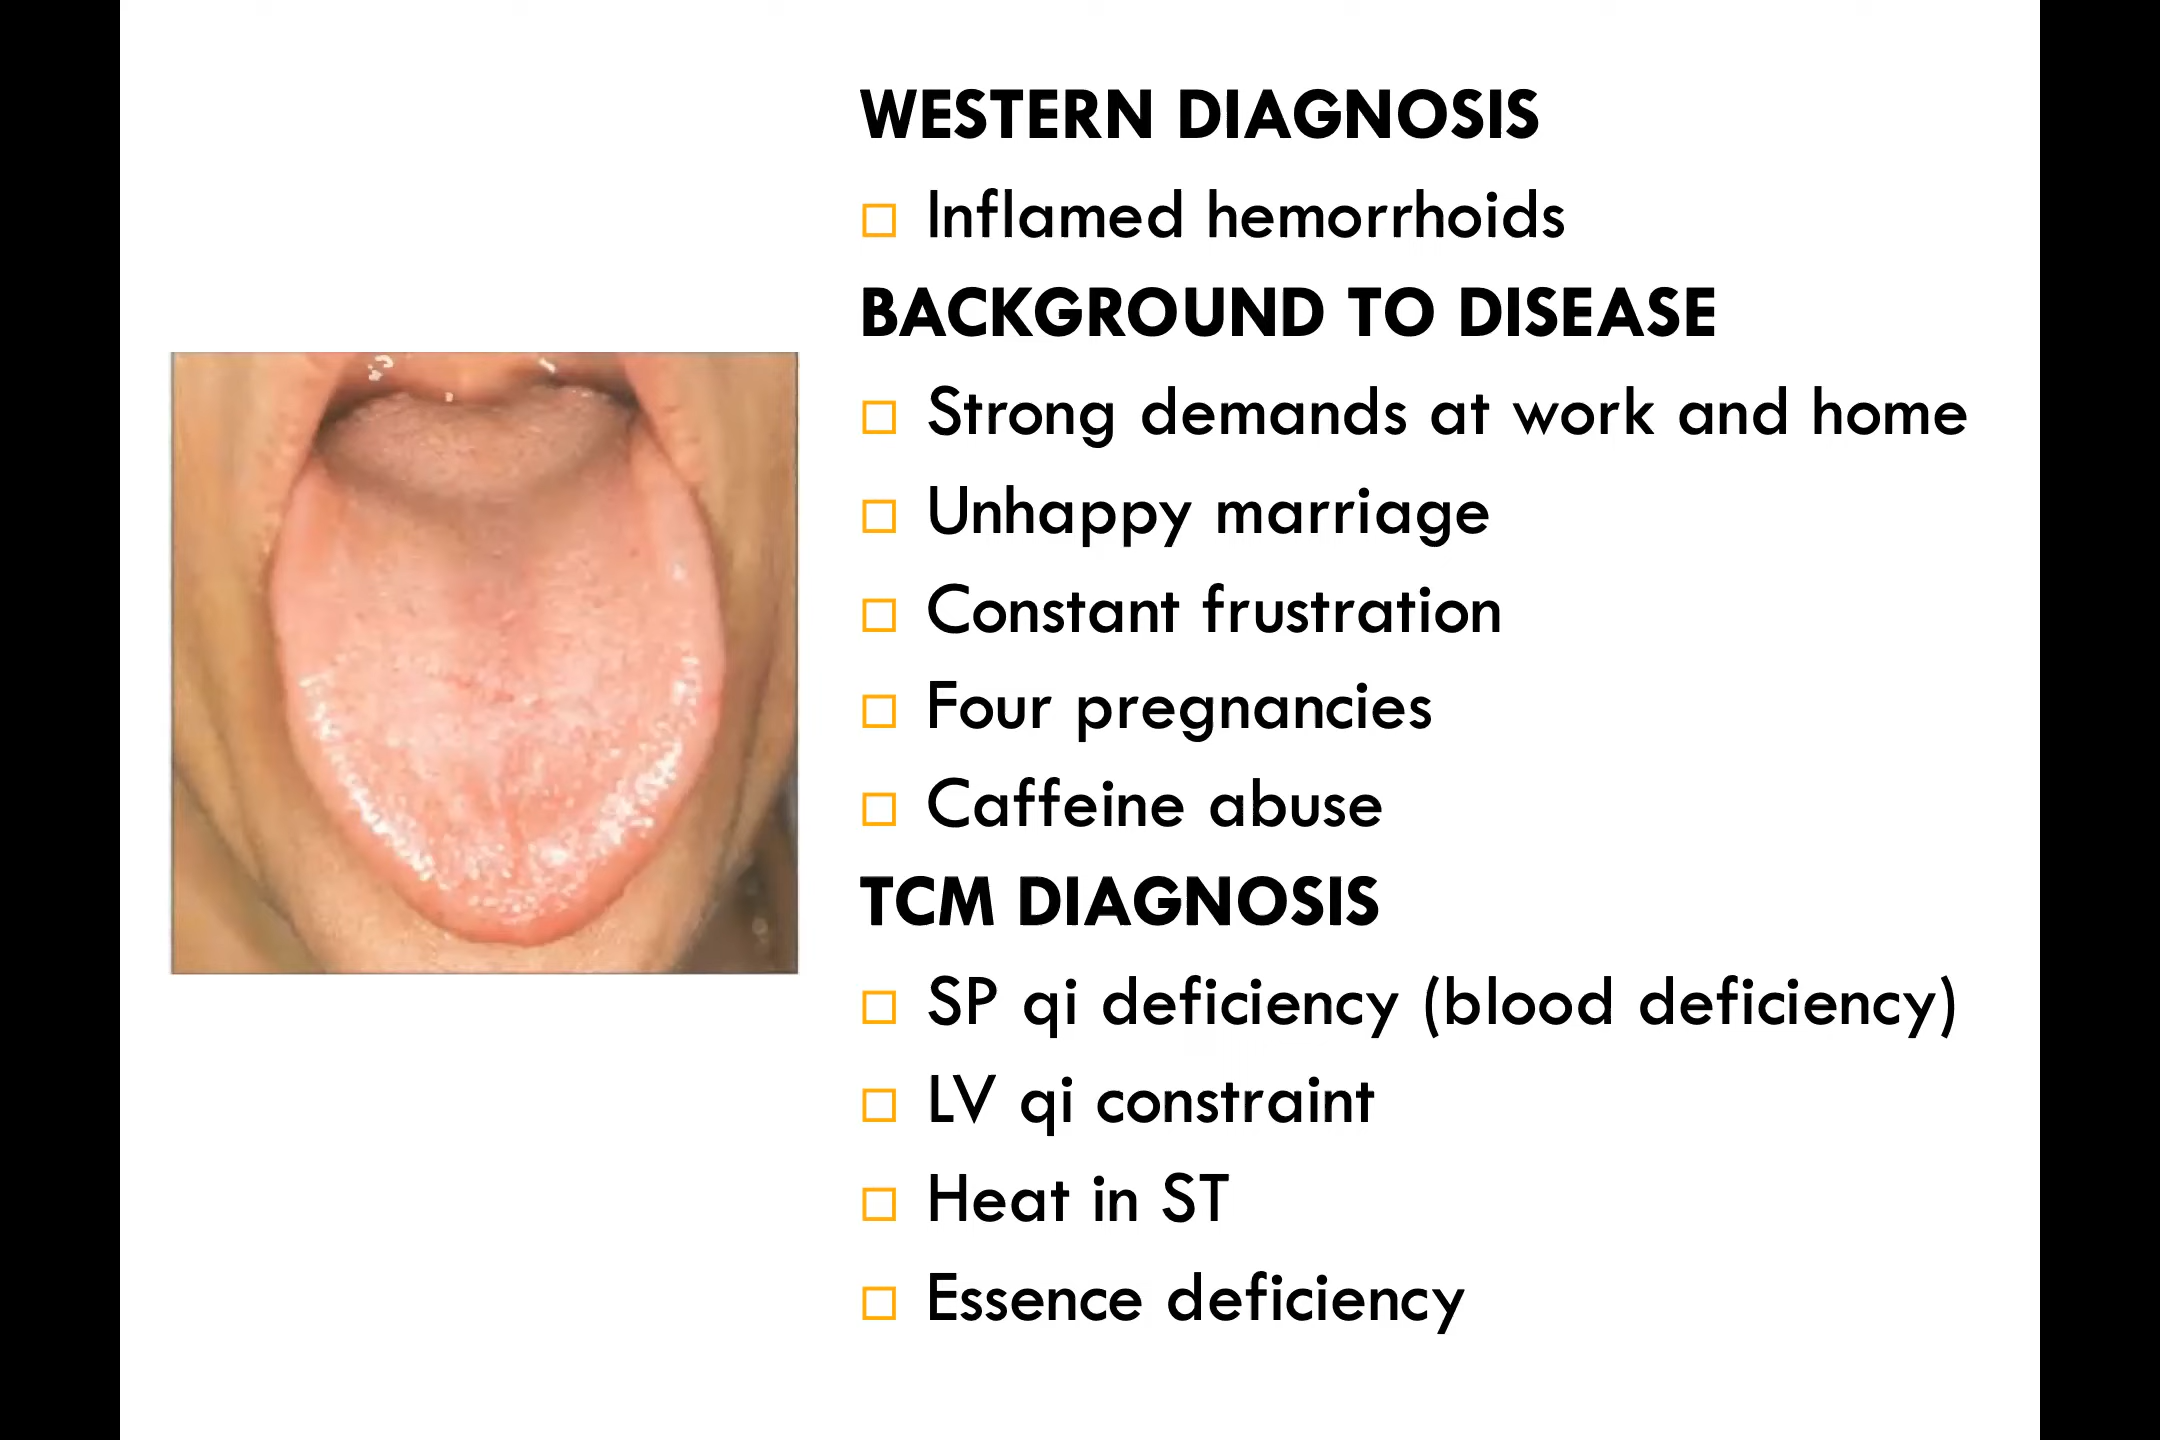 WESTERN DIAGNOSIS
Inflamed hemorrhoids
BACKGROUND TO DISEASE
Strong demands at work and home
Unhappy marriage
Constant frustration
Four pregnancies
Caffeine abuse
TCM DIAGNOSIS
SP qi deficiency (blood deficiency)
LV qi constraint
Heat in ST
Essence deficiency